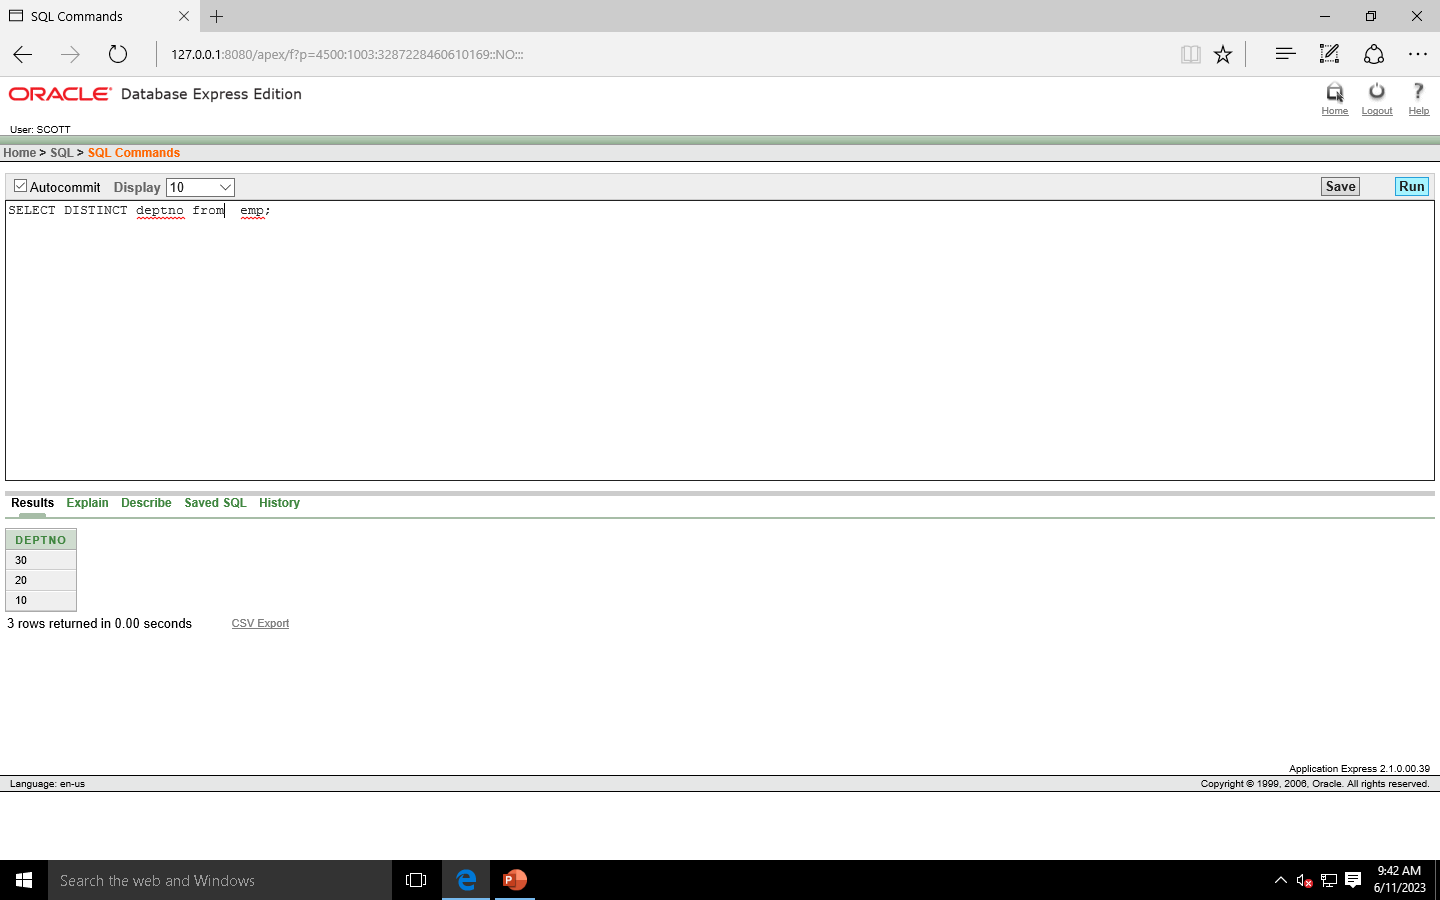 SQL Commands
127.0.0.1:8080/apex/f?p=4500:1003:3287228460610169::NO:::
ORACLE Database Express Edition
Home Logout Help
User: SCOTT
Home > SQL > SQL Commands
Autocommit Display 10 Save Run
SELECT DISTINCT deptno from  emp;
Results Explain Describe Saved SQL History
DEPTNO
30
20
10
3 rows returned in 0.00 seconds CSV Export
Application Express 2.1.0.00.39
Language: en-us Copyright © 1999, 2006, Oracle. All rights reserved.
Search the web and Windows
9:42 AM
6/11/2023